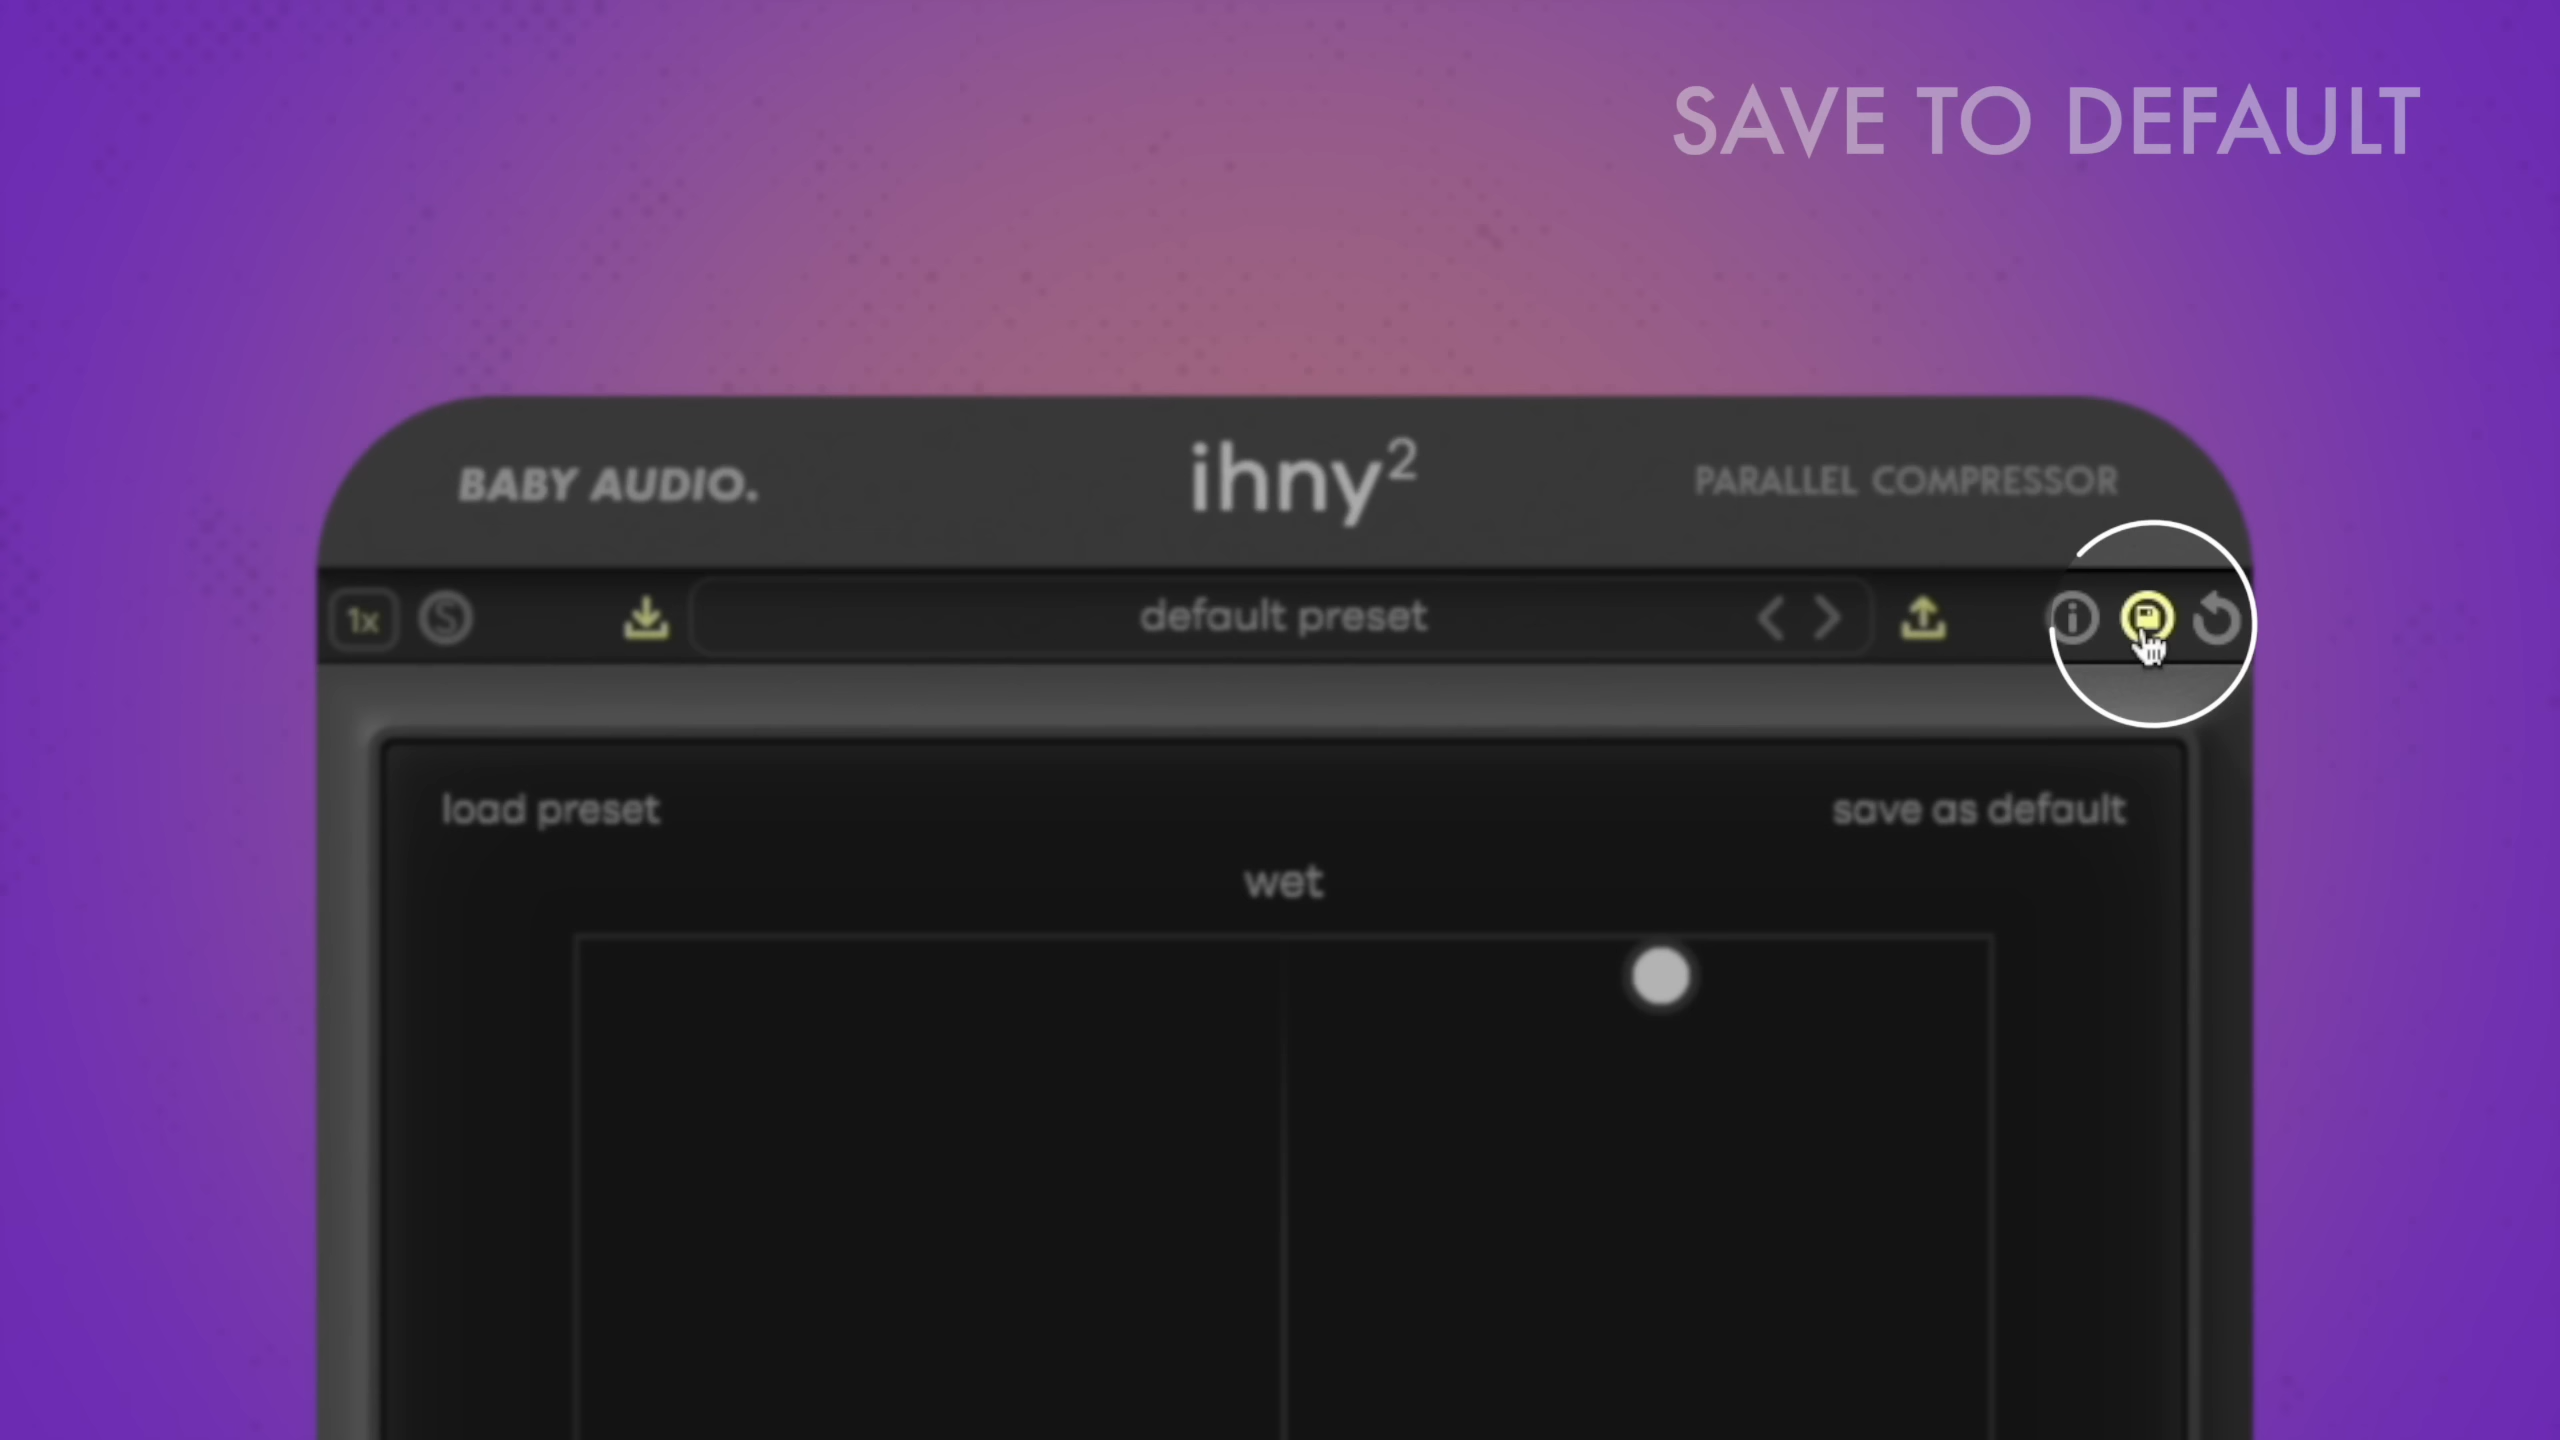 SAVE TO DEFAULT
BABY AUDIO. ihny² PARALLEL COMPRESSOR
1x S default preset i
load preset save as default
wet